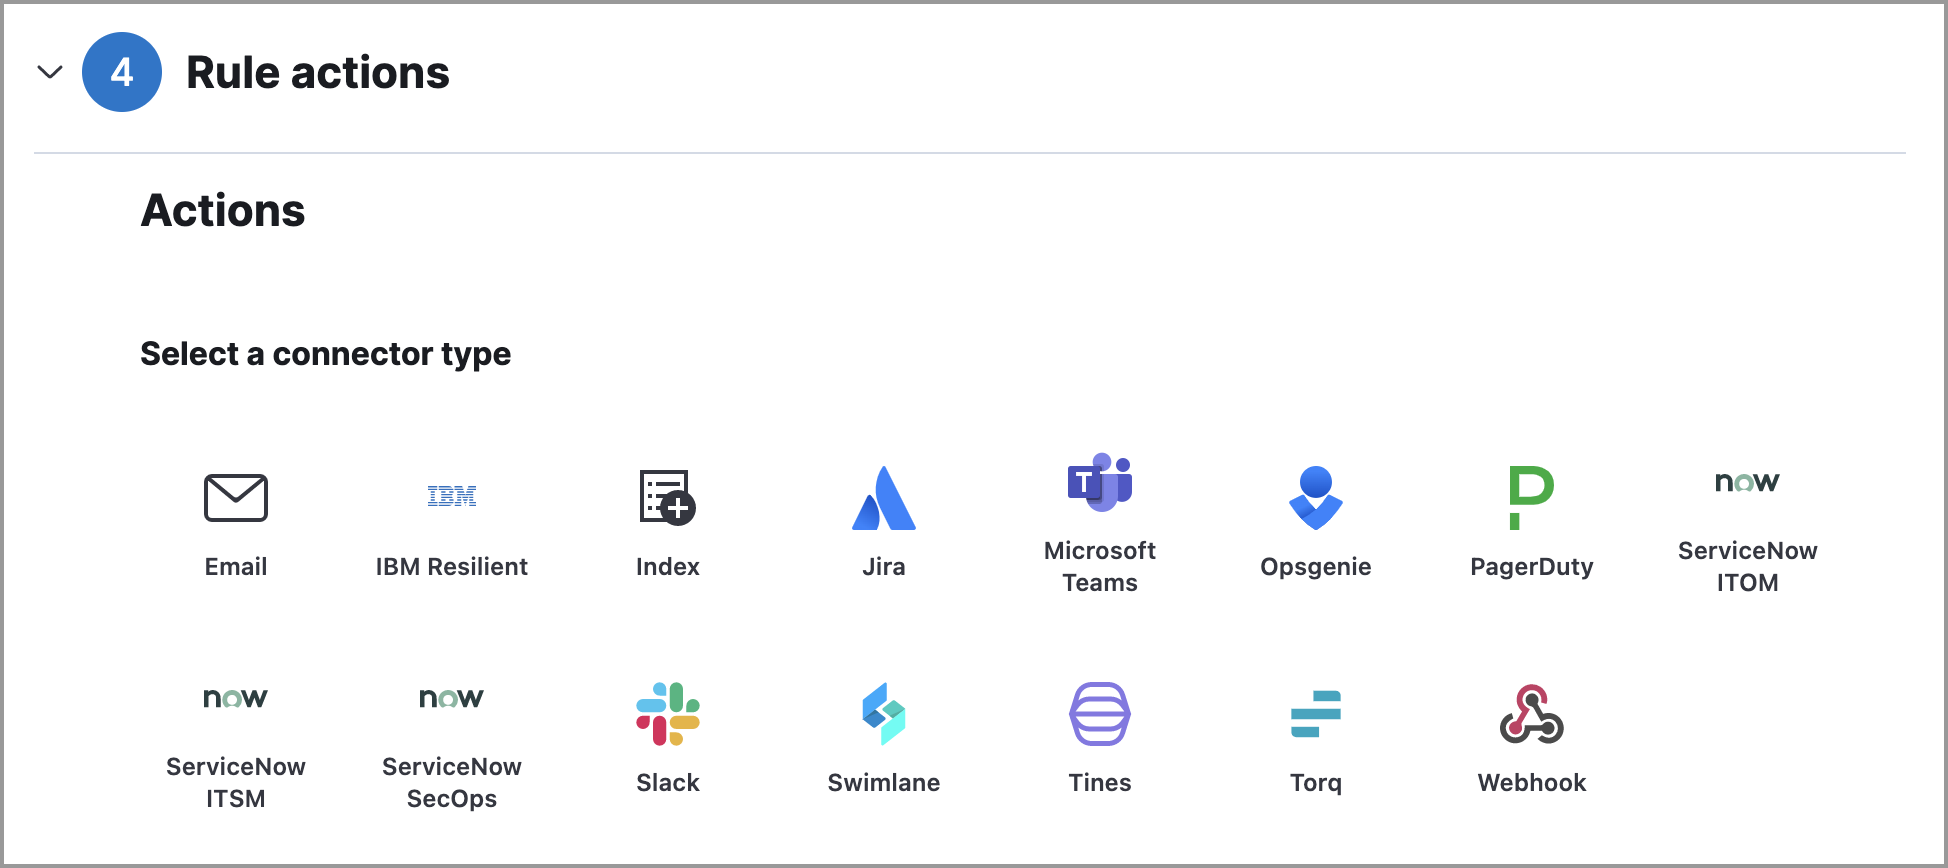 4 Rule actions
Actions
Select a connector type
IBM
T
now
Email
IBM Resilient
Index
Jira
Microsoft
Teams
Opsgenie
PagerDuty
ServiceNow
ITOM
now
now
ServiceNow
ITSM
ServiceNow
SecOps
Slack
Swimlane
Tines
Torq
Webhook